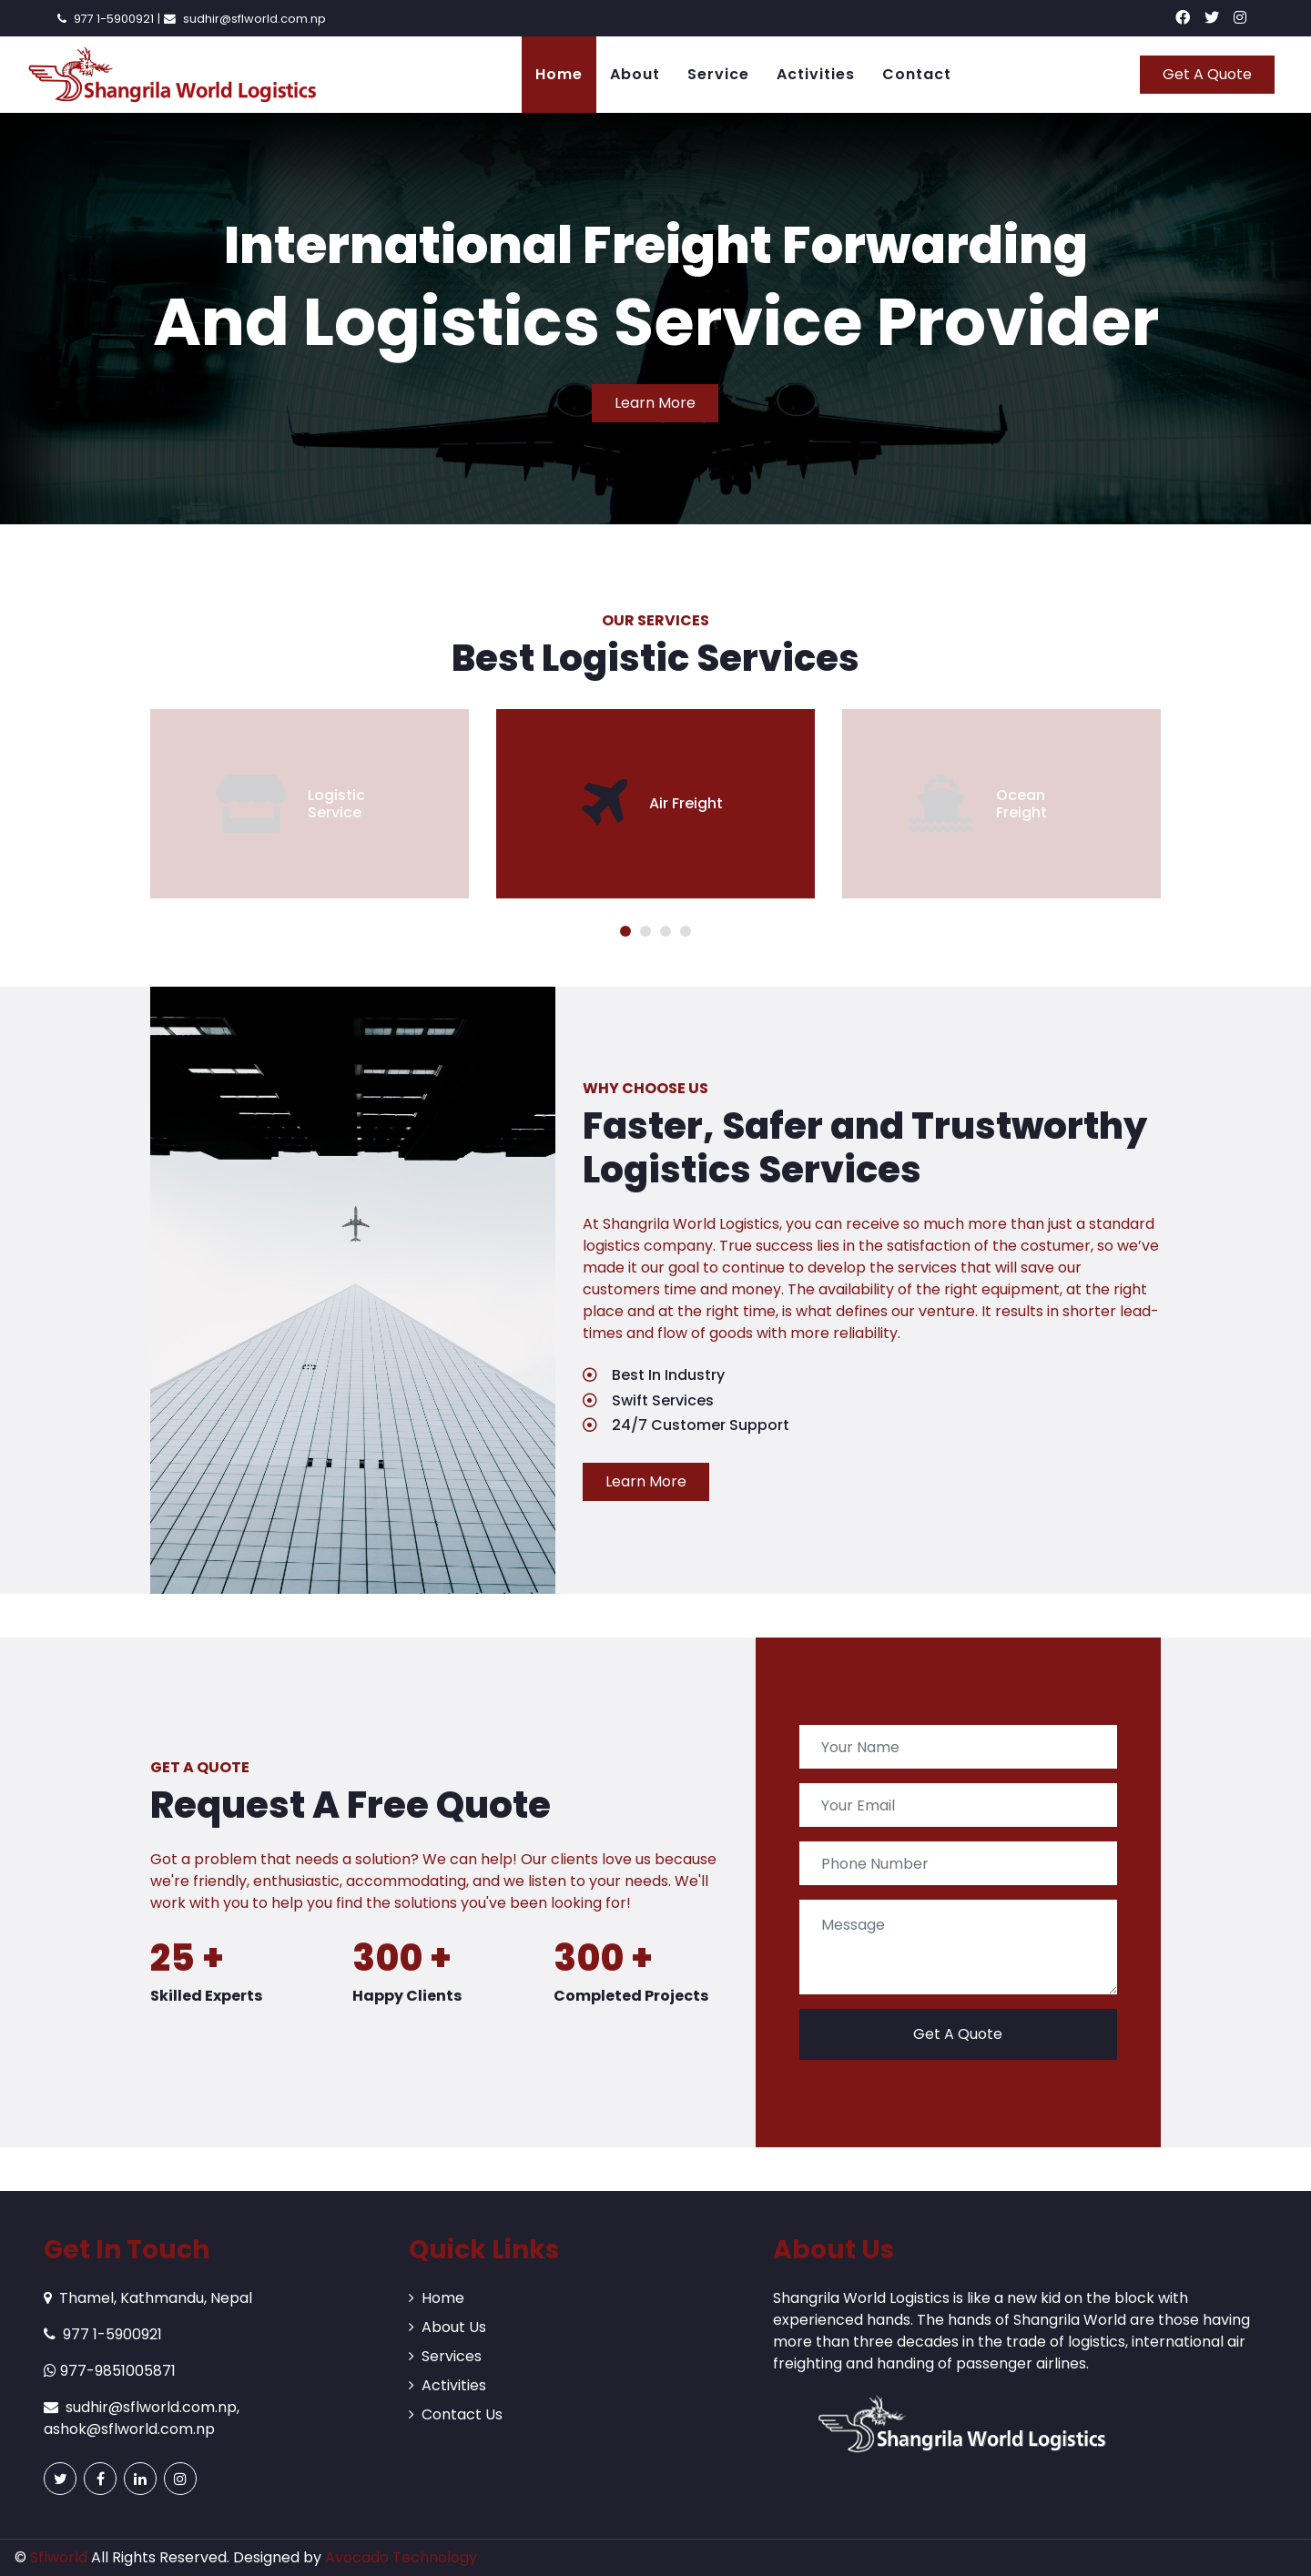 977 1-5900921 | sudhir@sflworld.com.np
Shangrila World Logistics
Home About Service Activities Contact
Get A Quote
International Freight Forwarding
And Logistics Service Provider
Learn More
OUR SERVICES
Best Logistic Services
Logistic
Service
Air Freight
Ocean
Freight
WHY CHOOSE US
Faster, Safer and Trustworthy
Logistics Services
At Shangrila World Logistics, you can receive so much more than just a standard
logistics company. True success lies in the satisfaction of the costumer, so we’ve
made it our goal to continue to develop the services that will save our
customers time and money. The availability of the right equipment, at the right
place and at the right time, is what defines our venture. It results in shorter lead-
times and flow of goods with more reliability.
Best In Industry
Swift Services
24/7 Customer Support
Learn More
GET A QUOTE
Request A Free Quote
Got a problem that needs a solution? We can help! Our clients love us because
we're friendly, enthusiastic, accommodating, and we listen to your needs. We'll
work with you to help you find the solutions you've been looking for!
25 + 300 + 300 +
Skilled Experts Happy Clients Completed Projects
Your Name
Your Email
Phone Number
Message
Get A Quote
Get In Touch
Thamel, Kathmandu, Nepal
977 1-5900921
977-9851005871
sudhir@sflworld.com.np,
ashok@sflworld.com.np
Quick Links
Home
About Us
Services
Activities
Contact Us
About Us
Shangrila World Logistics is like a new kid on the block with
experienced hands. The hands of Shangrila World are those having
more than three decades in the trade of logistics, international air
freighting and handing of passenger airlines.
Shangrila World Logistics
© Sflworld All Rights Reserved. Designed by Avocado Technology